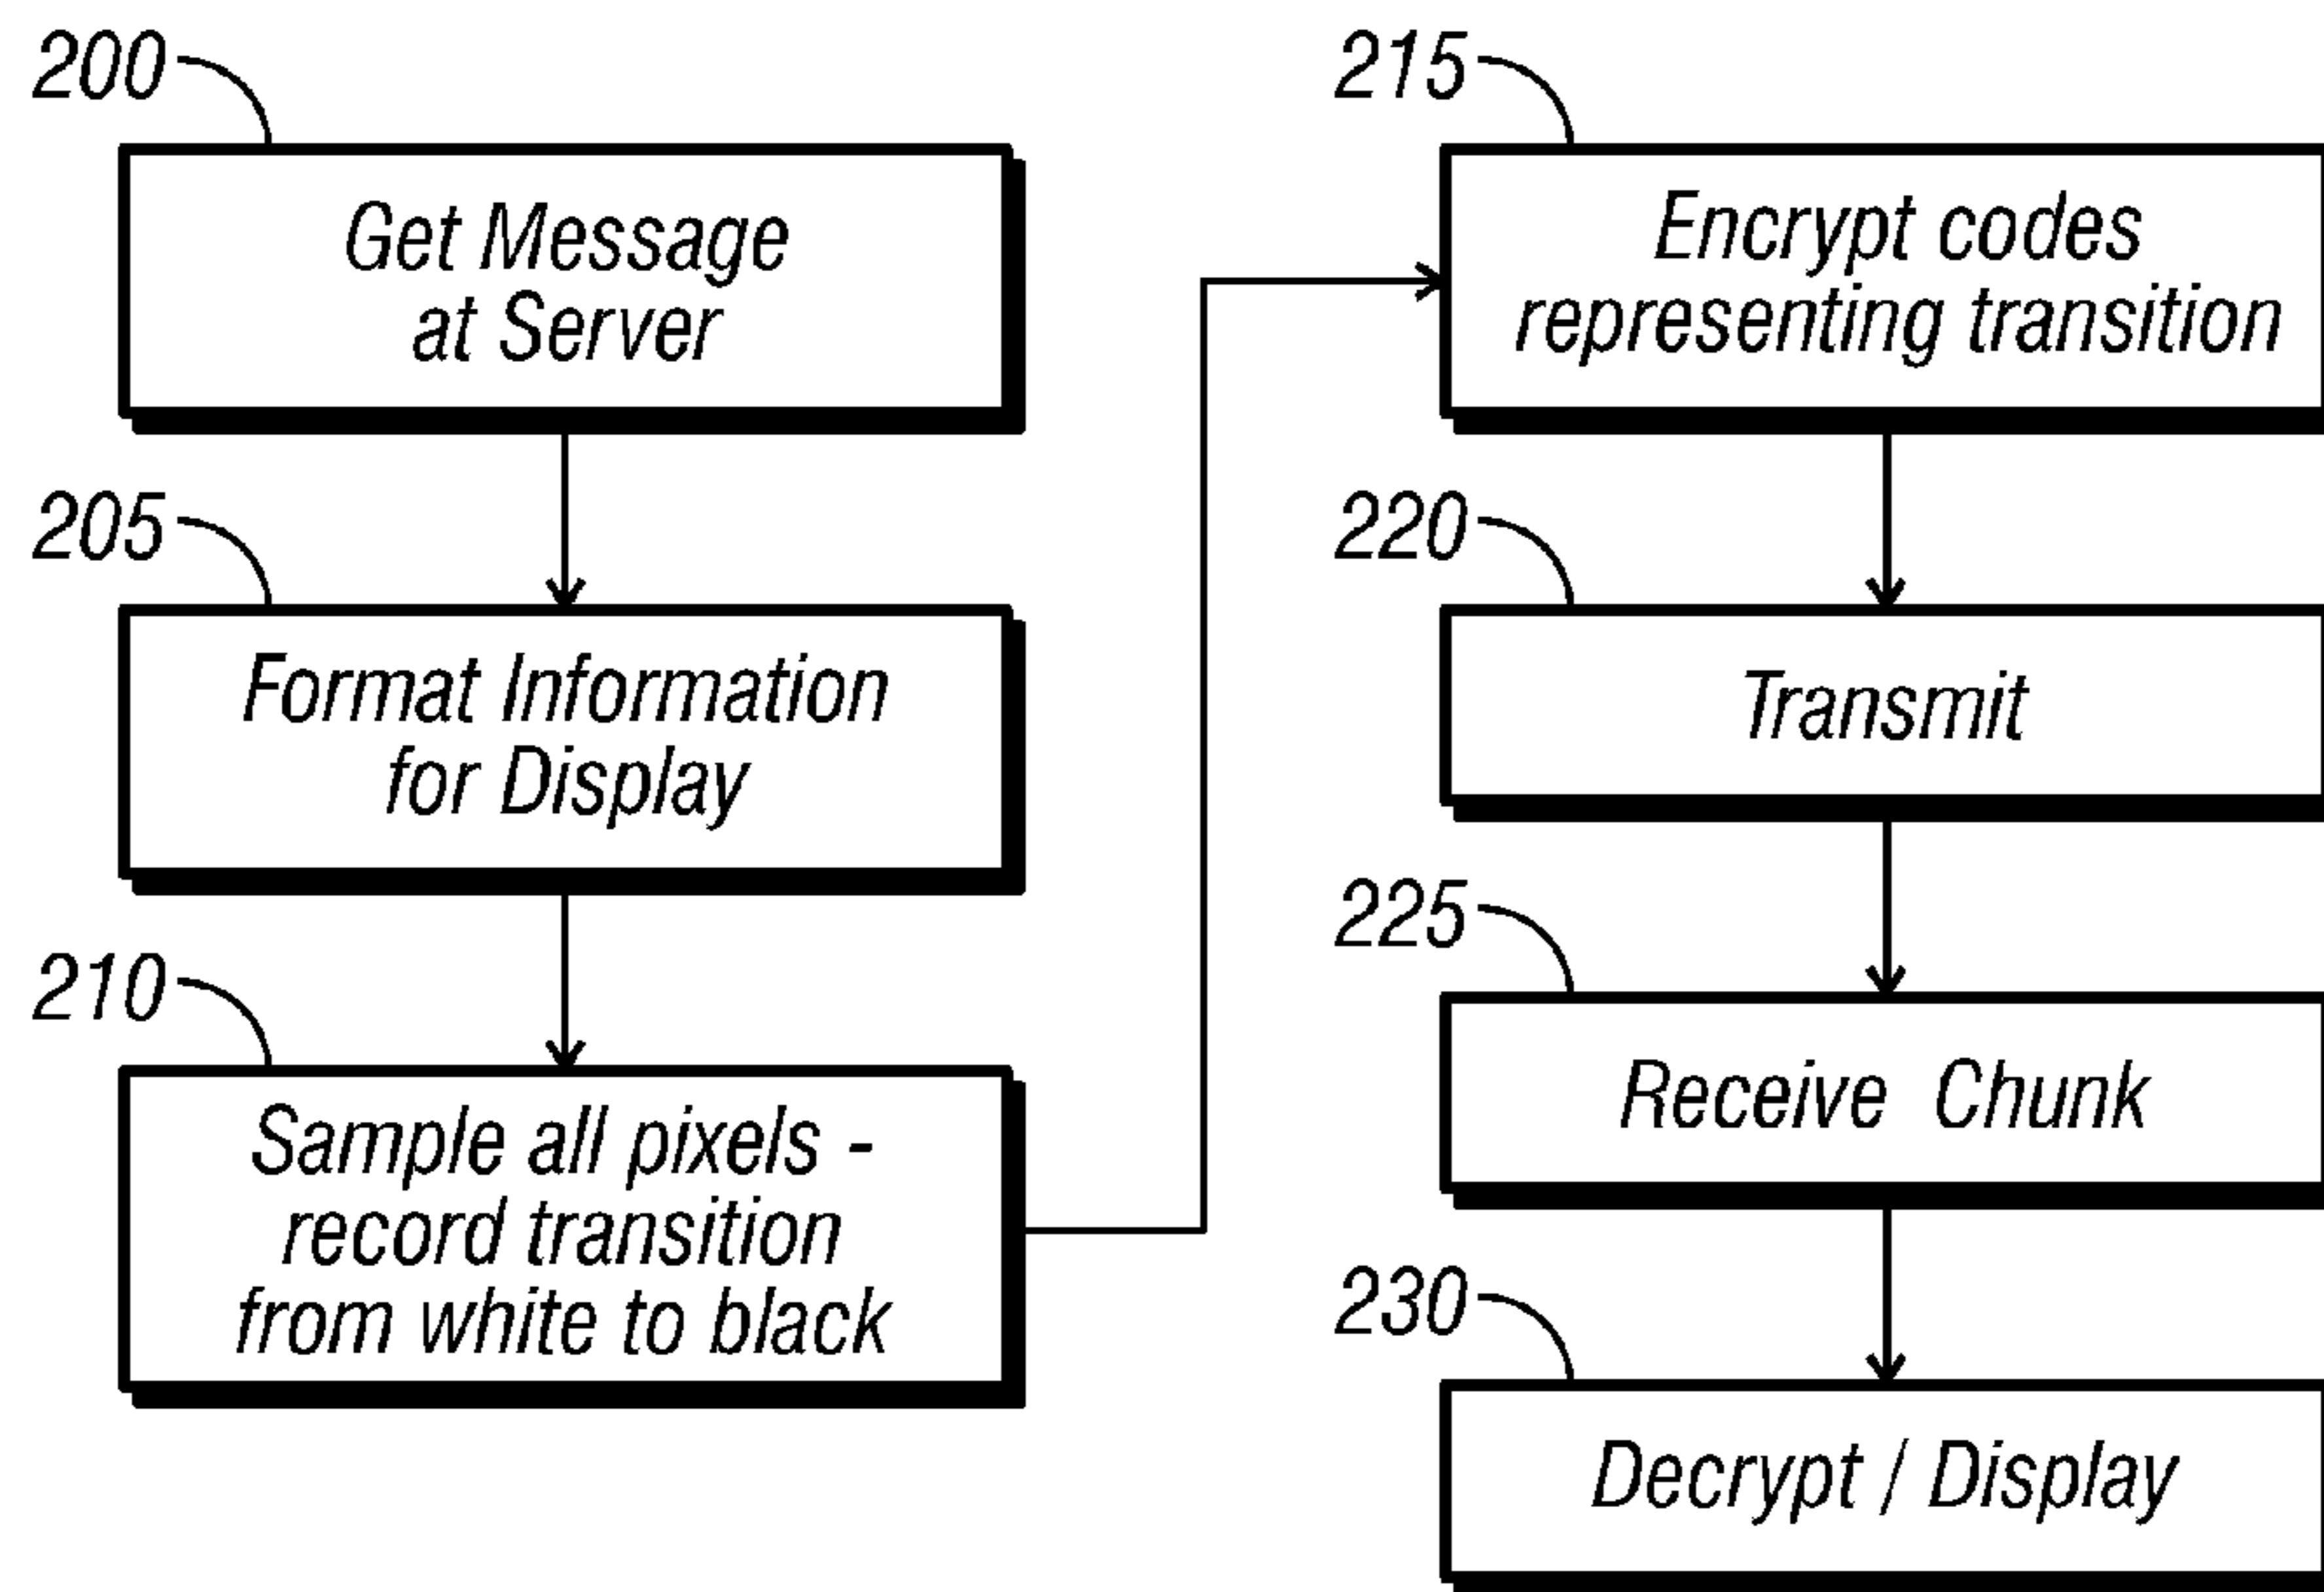 200
Get Message
at Server
205
Format Information
for Display
210
Sample all pixels -
record transition
from white to black
215
Encrypt codes
representing transition
220
Transmit
225
Receive Chunk
230
Decrypt / Display